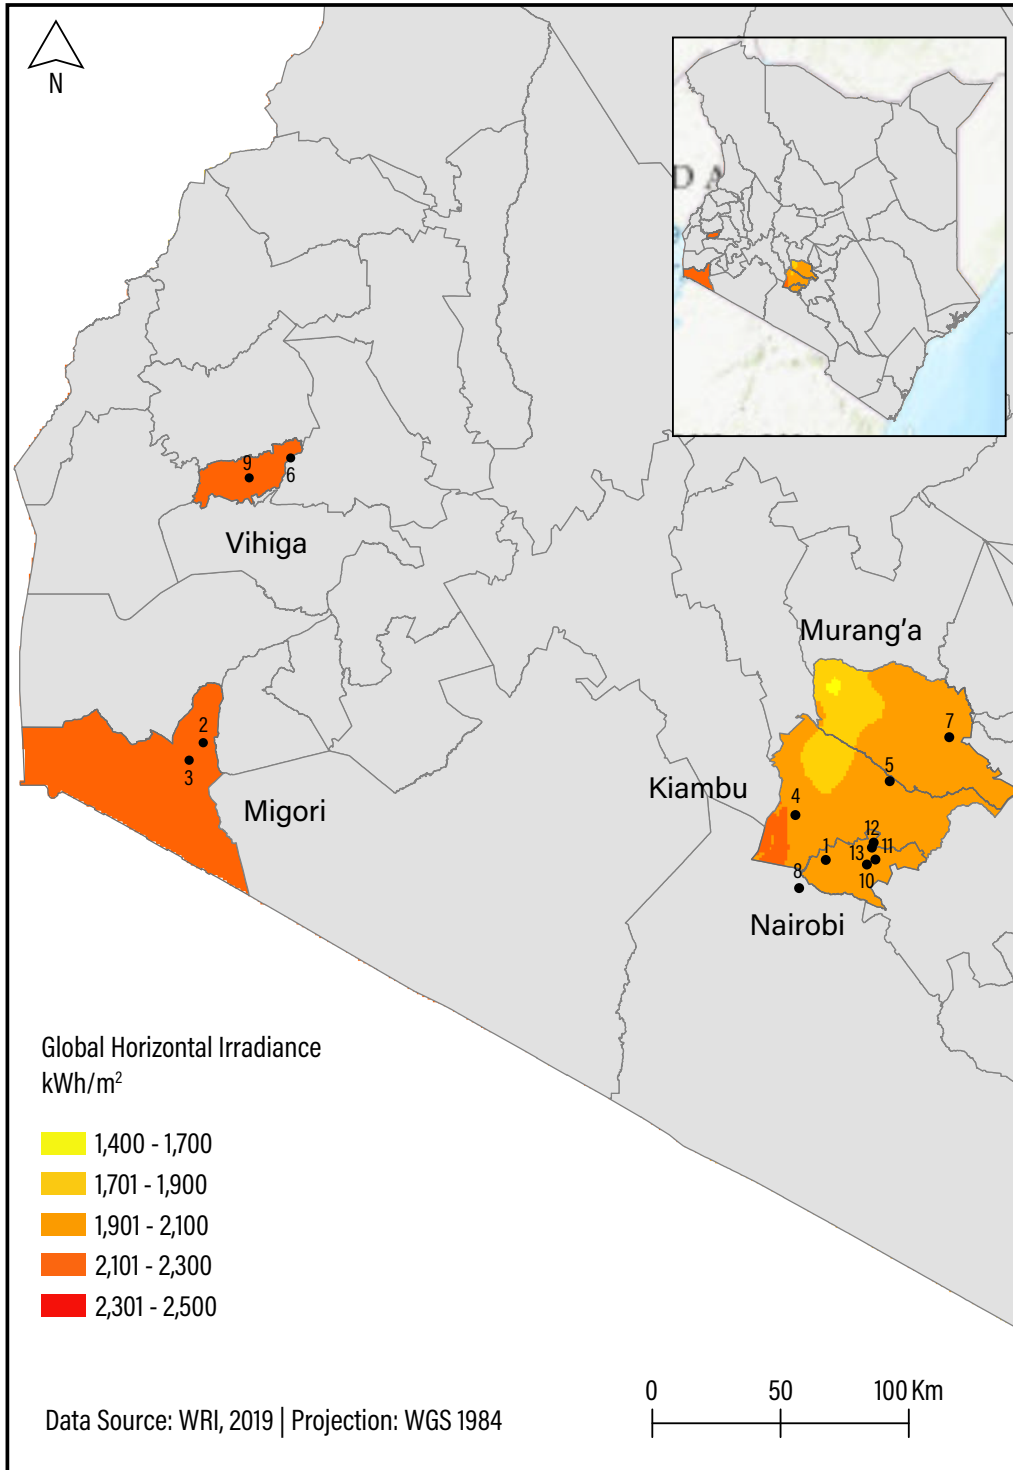 N
D A
9
6
Vihiga
Murang'a
2
3
7
5
Kiambu
4
Migori
12
1
13
11
8
10
Nairobi
Global Horizontal Irradiance
kWh/m²
1,400 - 1,700
1,701 - 1,900
1,901 - 2,100
2,101 - 2,300
2,301 - 2,500
0 50 100 Km
Data Source: WRI, 2019 | Projection: WGS 1984